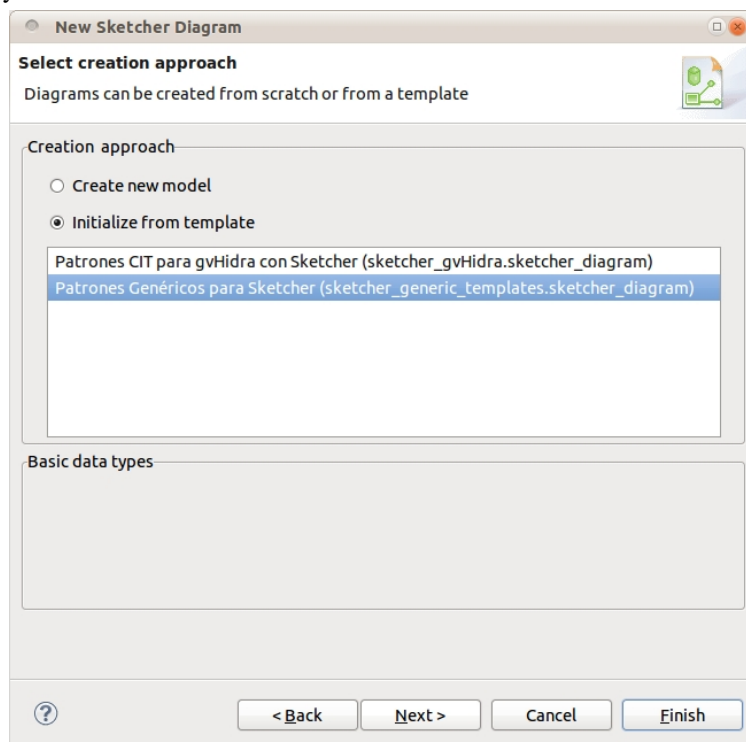 New Sketcher Diagram
Select creation approach
Diagrams can be created from scratch or from a template
Creation approach
Create new model
Initialize from template
Patrones CIT para gvHidra con Sketcher (sketcher_gvHidra.sketcher_diagram)
Patrones Genéricos para Sketcher (sketcher_generic_templates.sketcher_diagram)
Basic data types
?
< Back Next > Cancel Finish